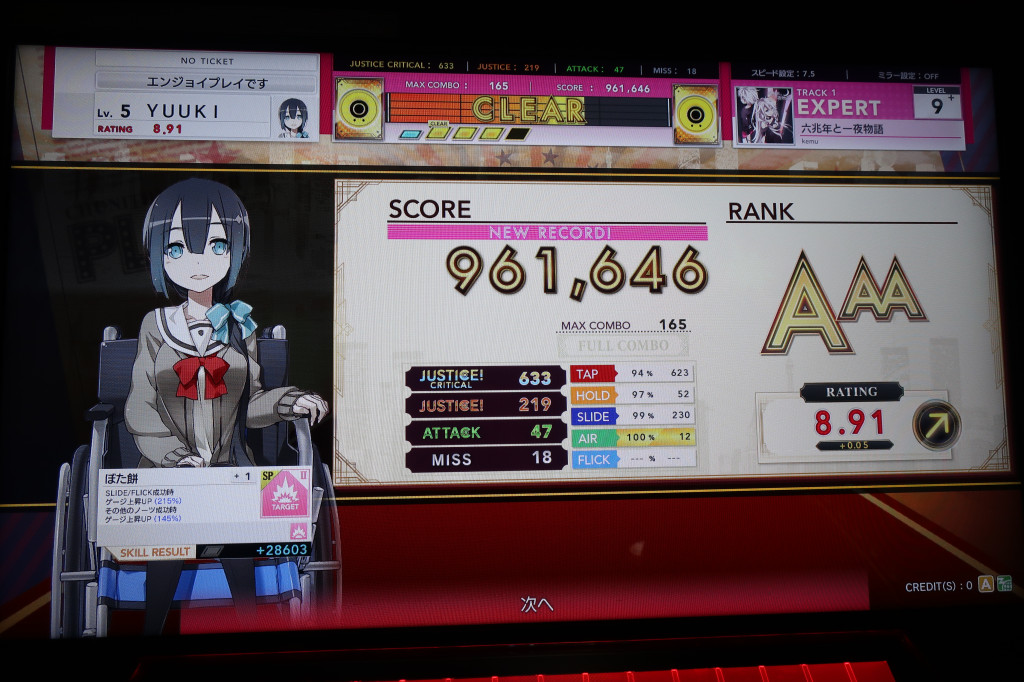 NO TICKET
エンジョイプレイです
Lv. 5 YUUKI
RATING 8.91
JUSTICE CRITICAL : 633 JUSTICE : 219 ATTACK : 47 MISS : 18
MAX COMBO : 165 SCORE : 961,646
CLEAR
CLEAR
スピード設定 : 7.5 ミラー設定 : OFF
TRACK 1
EXPERT
LEVEL
9+
六兆年と一夜物語
kemu
SCORE
NEW RECORD!
961,646
MAX COMBO 165
FULL COMBO
JUSTICE! CRITICAL 633
JUSTICE! 219
ATTACK 47
MISS 18
TAP 94 % 623
HOLD 97 % 52
SLIDE 99 % 230
AIR 100 % 12
FLICK --- % ---
RANK
AAA
RATING
8.91
+0.05
ぼた餅 +1
SLIDE/FLICK成功時
ゲージ上昇UP (215%)
その他のノーツ成功時
ゲージ上昇UP (145%)
SP II
TARGET
SKILL RESULT +28603
次へ
CREDIT(S) : 0 A